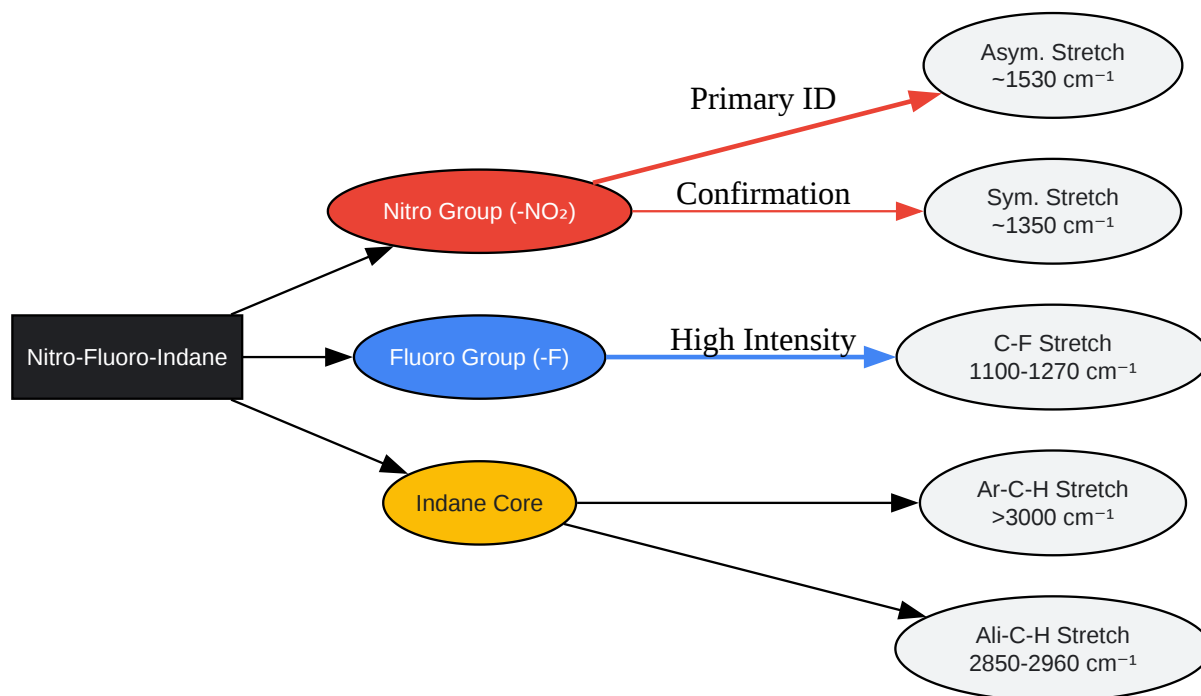 Nitro-Fluoro-Indane
Nitro Group (-NO₂)
Fluoro Group (-F)
Indane Core
Primary ID
Confirmation
High Intensity
Asym. Stretch
~1530 cm⁻¹
Sym. Stretch
~1350 cm⁻¹
C-F Stretch
1100-1270 cm⁻¹
Ar-C-H Stretch
>3000 cm⁻¹
Ali-C-H Stretch
2850-2960 cm⁻¹